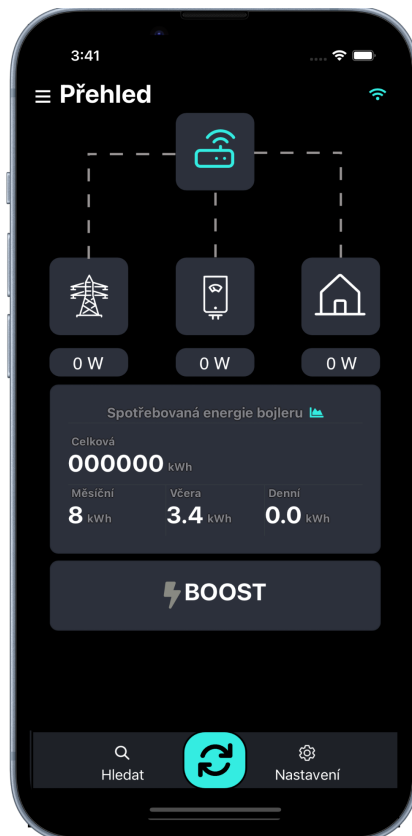 3:41
Přehled
0 W 0 W 0 W
Spotřebovaná energie bojleru
Celková
000000 kWh
Měsíční Včera Denní
8 kWh 3.4 kWh 0.0 kWh
BOOST
Hledat Nastavení